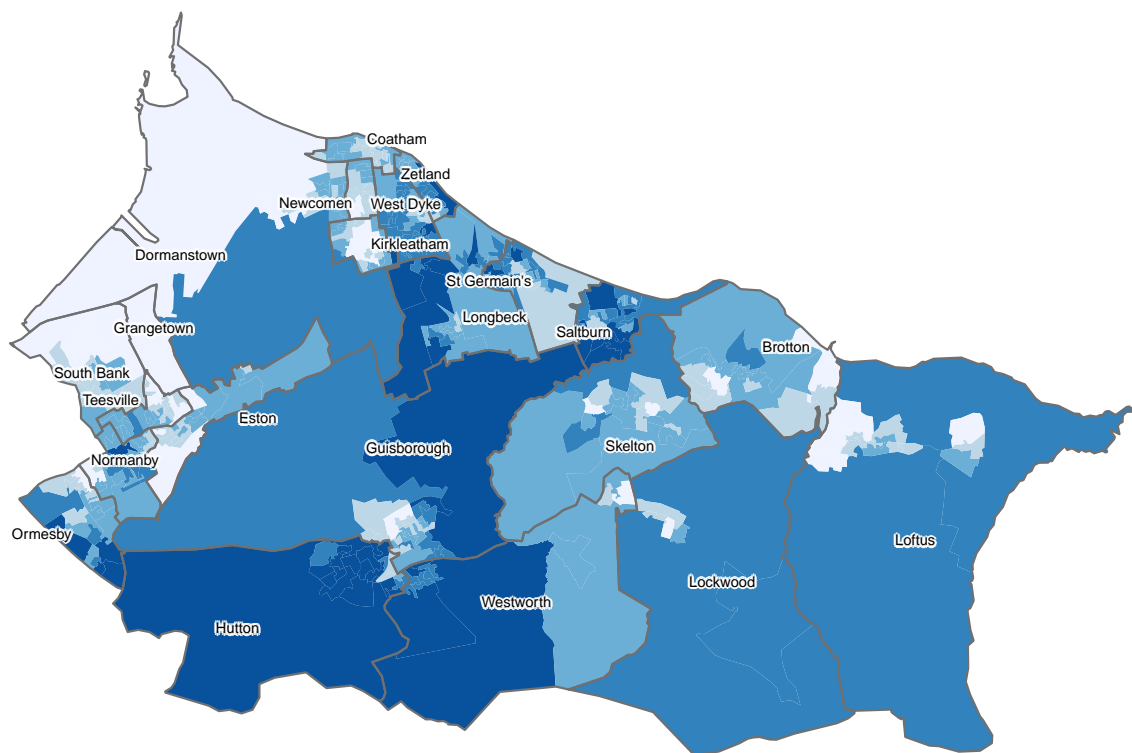 Coatham
Zetland
Newcomen
West Dyke
Kirkleatham
Dormanstown
St Germain's
Longbeck
Grangetown
Saltburn
Brotton
South Bank
Teesville
Eston
Guisborough
Skelton
Normanby
Ormesby
Loftus
Lockwood
Westworth
Hutton